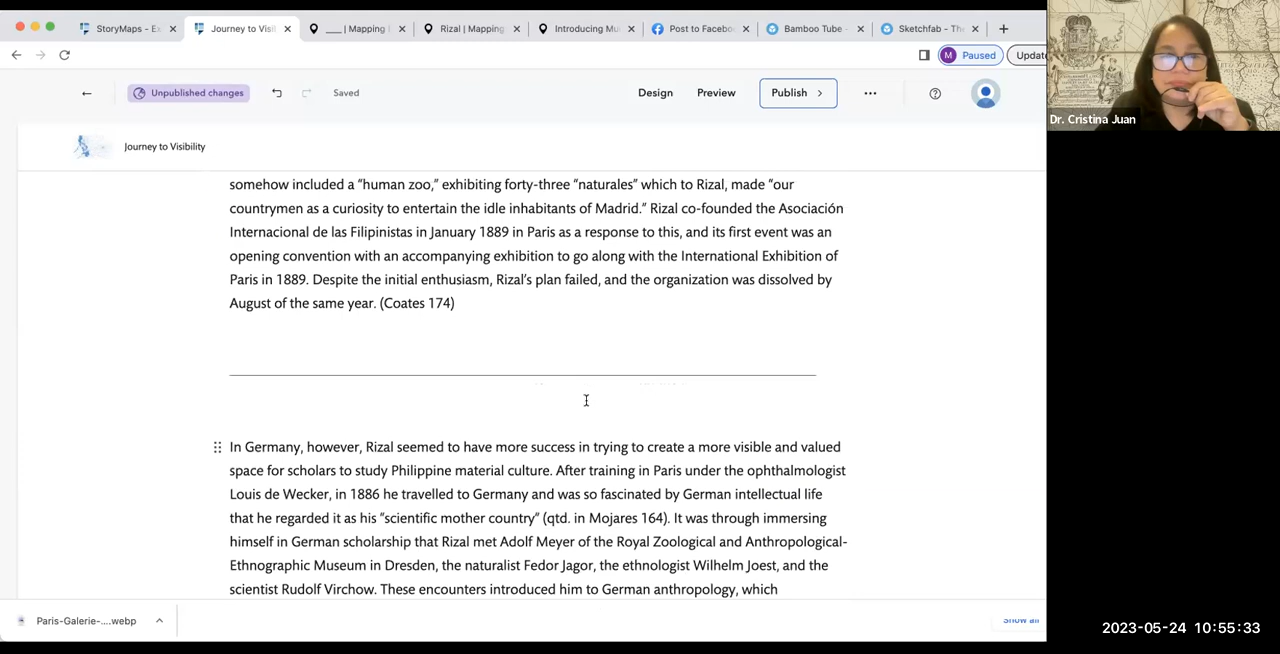 StoryMaps - Ex
Journey to Visi
___ | Mapping
Rizal | Mapping
Introducing Mu
Post to Facebo
Bamboo Tube -
Sketchfab - Th
M Paused
Update
Unpublished changes
Saved
Design
Preview
Publish
Dr. Cristina Juan
Journey to Visibility
somehow included a “human zoo,” exhibiting forty-three “naturales” which to Rizal, made “our
countrymen as a curiosity to entertain the idle inhabitants of Madrid.” Rizal co-founded the Asociación
Internacional de las Filipinistas in January 1889 in Paris as a response to this, and its first event was an
opening convention with an accompanying exhibition to go along with the International Exhibition of
Paris in 1889. Despite the initial enthusiasm, Rizal’s plan failed, and the organization was dissolved by
August of the same year. (Coates 174)
In Germany, however, Rizal seemed to have more success in trying to create a more visible and valued
space for scholars to study Philippine material culture. After training in Paris under the ophthalmologist
Louis de Wecker, in 1886 he travelled to Germany and was so fascinated by German intellectual life
that he regarded it as his “scientific mother country” (qtd. in Mojares 164). It was through immersing
himself in German scholarship that Rizal met Adolf Meyer of the Royal Zoological and Anthropological-
Ethnographic Museum in Dresden, the naturalist Fedor Jagor, the ethnologist Wilhelm Joest, and the
scientist Rudolf Virchow. These encounters introduced him to German anthropology, which
Paris-Galerie-....webp
Show all
2023-05-24 10:55:33